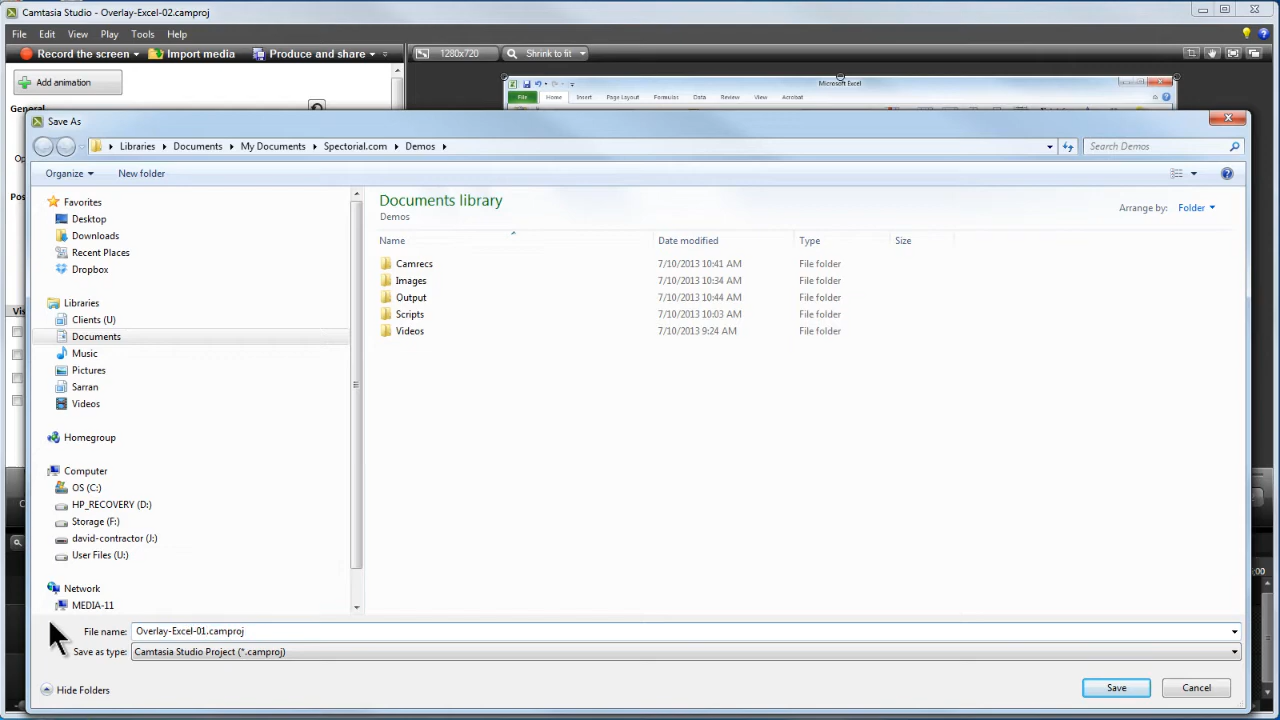 Camtasia Studio - Overlay-Excel-02.camproj
File Edit View Play Tools Help
Record the screen Import media Produce and share 1280x720 Shrink to fit
Add animation
Microsoft Excel
General
File Home Insert Page Layout Formulas Data Review View Acrobat
Save As
Libraries Documents My Documents Spectorial.com Demos Search Demos
Organize New folder
Favorites
Desktop
Downloads
Recent Places
Dropbox
Libraries
Clients (U)
Documents
Music
Pictures
Sarran
Videos
Homegroup
Computer
OS (C:)
HP_RECOVERY (D:)
Storage (F:)
david-contractor (J:)
User Files (U:)
Network
MEDIA-11
Documents library
Demos
Arrange by: Folder
Name Date modified Type Size
Camrecs 7/10/2013 10:41 AM File folder
Images 7/10/2013 10:34 AM File folder
Output 7/10/2013 10:44 AM File folder
Scripts 7/10/2013 10:03 AM File folder
Videos 7/10/2013 9:24 AM File folder
File name: Overlay-Excel-01.camproj
Save as type: Camtasia Studio Project (*.camproj)
Hide Folders Save Cancel